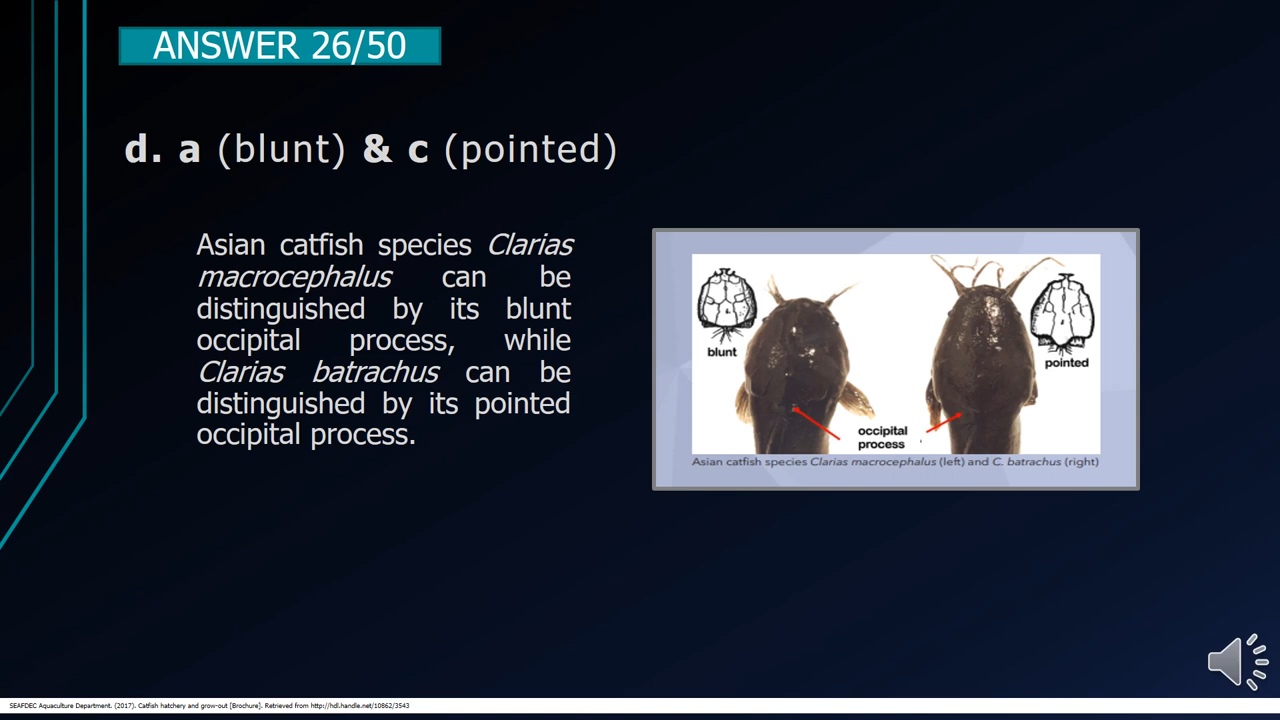 ANSWER 26/50
d. a (blunt) & c (pointed)
Asian catfish species Clarias
macrocephalus can be
distinguished by its blunt
occipital process, while
Clarias batrachus can be
distinguished by its pointed
occipital process.
blunt
pointed
occipital
process
Asian catfish species Clarias macrocephalus (left) and C. batrachus (right)
SEAFDEC Aquaculture Department. (2017). Catfish hatchery and grow-out [Brochure]. Retrieved from http://hdl.handle.net/10862/3543